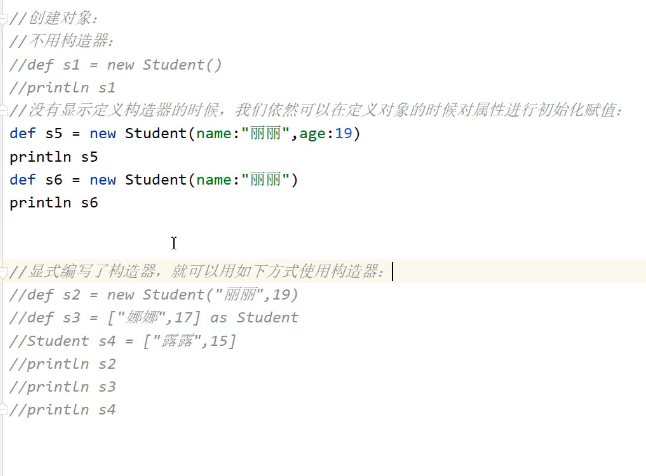 //创建对象：
//不用构造器：
//def s1 = new Student()
//println s1
//没有显示定义构造器的时候，我们依然可以在定义对象的时候对属性进行初始化赋值：
def s5 = new Student(name:"丽丽",age:19)
println s5
def s6 = new Student(name:"丽丽")
println s6
//显式编写了构造器，就可以用如下方式使用构造器：
//def s2 = new Student("丽丽",19)
//def s3 = ["娜娜",17] as Student
//Student s4 = ["露露",15]
//println s2
//println s3
//println s4